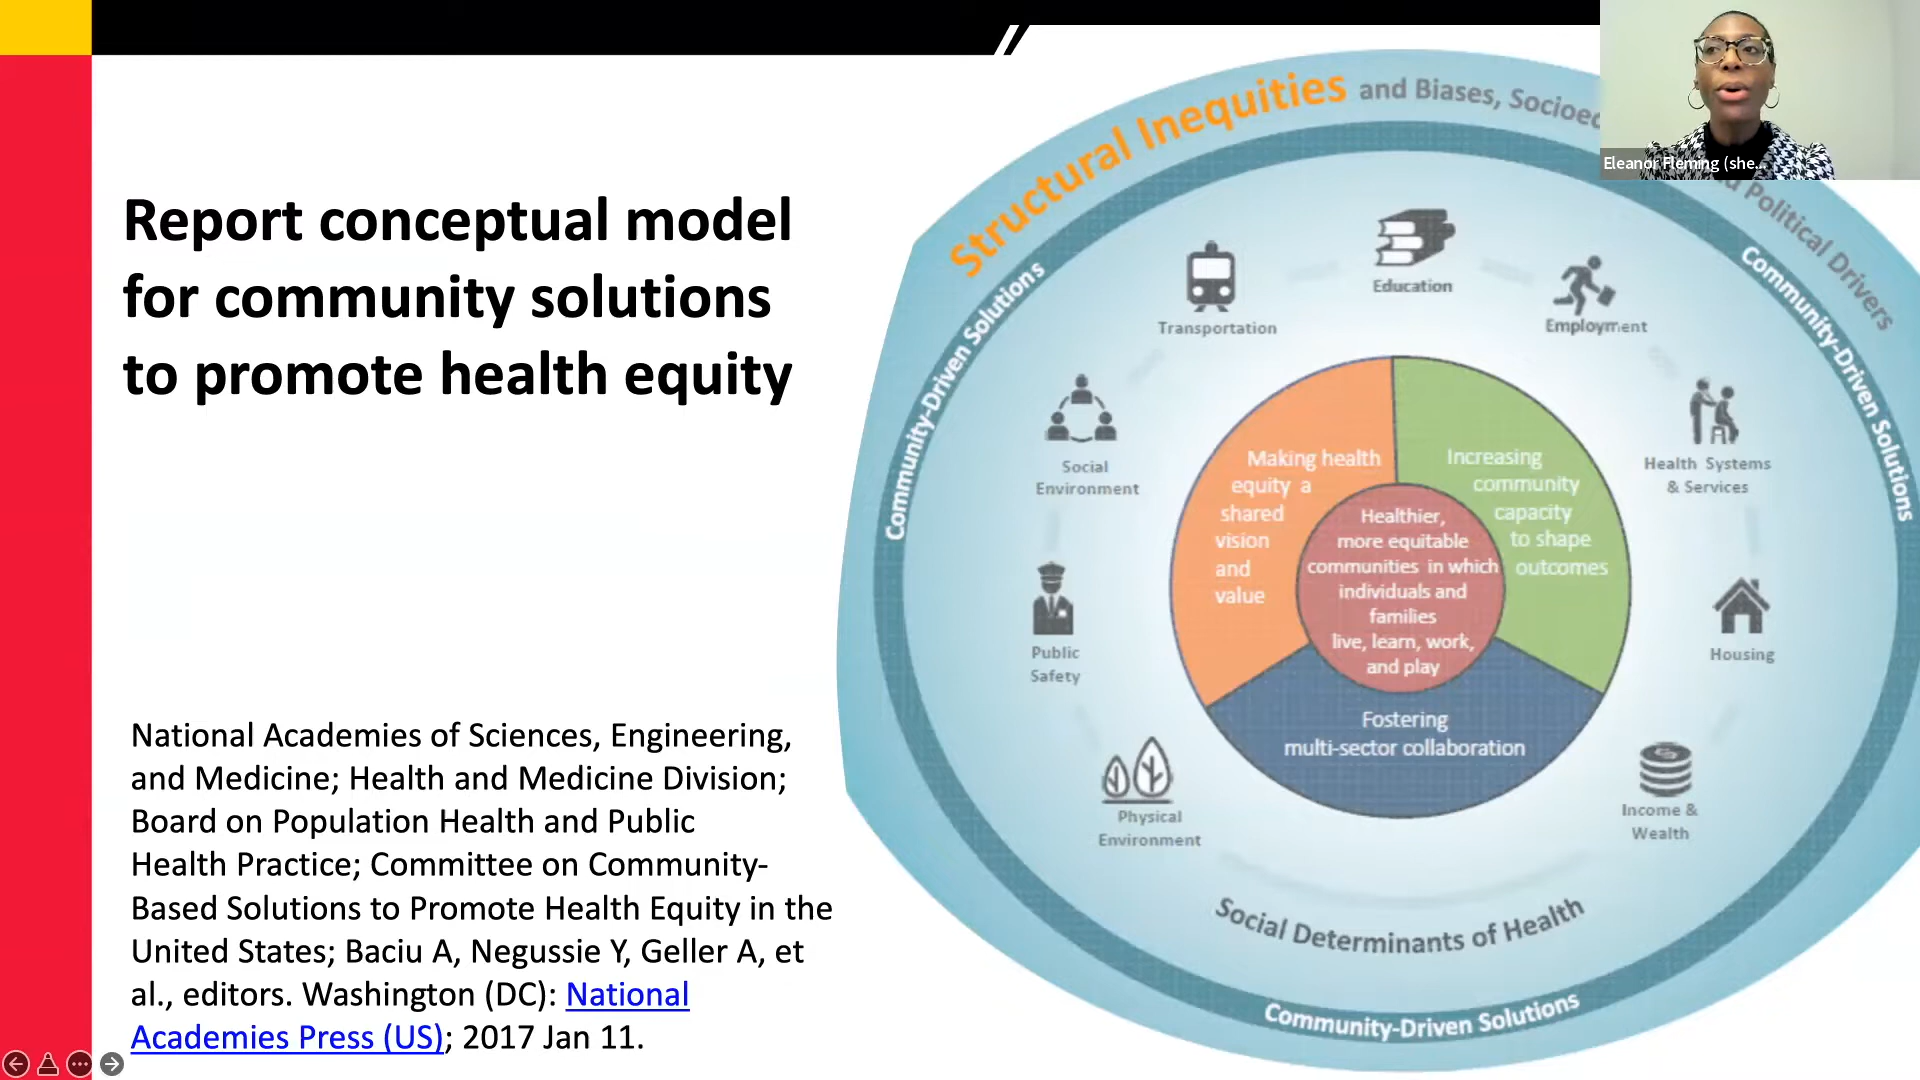 Report conceptual model
for community solutions
to promote health equity
National Academies of Sciences, Engineering,
and Medicine; Health and Medicine Division;
Board on Population Health and Public
Health Practice; Committee on Community-
Based Solutions to Promote Health Equity in the
United States; Baciu A, Negussie Y, Geller A, et
al., editors. Washington (DC): National
Academies Press (US); 2017 Jan 11.
Structural Inequities and Biases,
Political Drivers
Community-Driven Solutions
Community-Driven Solutions
Community-Driven Solutions
Education
Transportation
Employment
Social
Environment
Health Systems
& Services
Public
Safety
Housing
Physical
Environment
Income &
Wealth
Social Determinants of Health
Making health
equity a
shared
vision
and
value
Increasing
community
capacity
to shape
outcomes
Healthier,
more equitable
communities in which
individuals and
families
live, learn, work,
and play
Fostering
multi-sector collaboration
Eleanor Fleming (she...